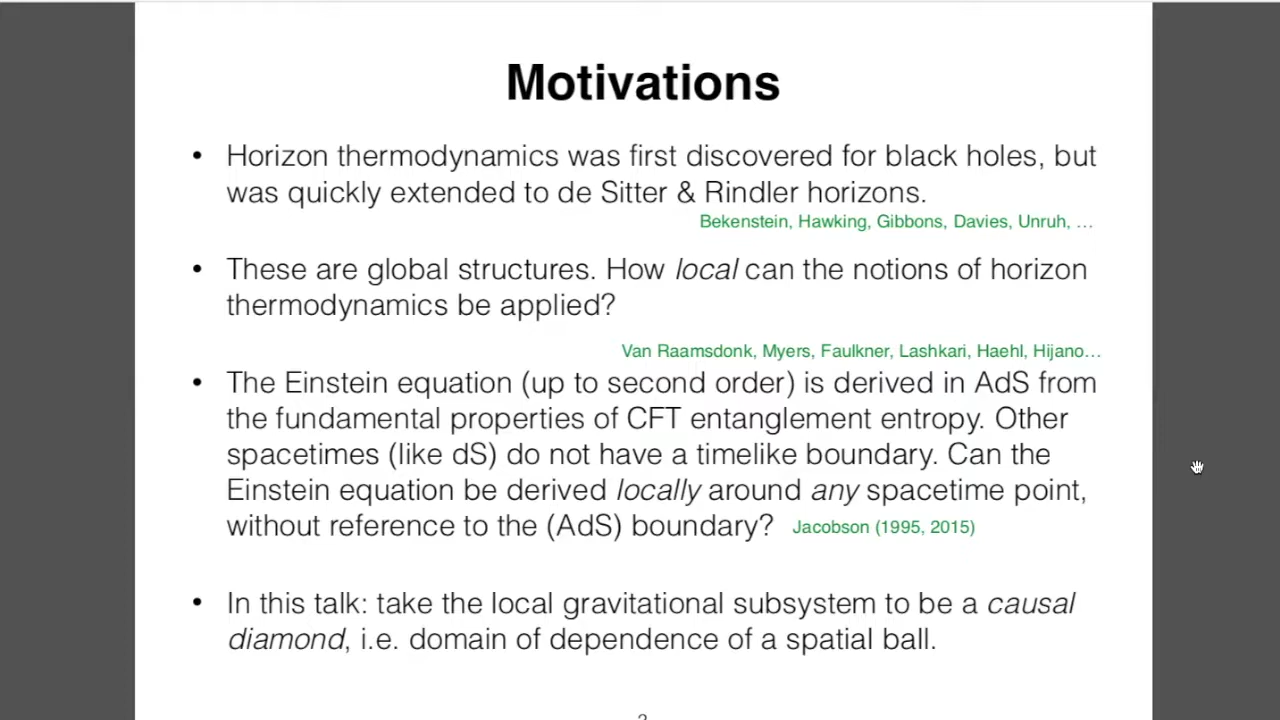 Motivations
• Horizon thermodynamics was first discovered for black holes, but
was quickly extended to de Sitter & Rindler horizons.
Bekenstein, Hawking, Gibbons, Davies, Unruh, …
• These are global structures. How local can the notions of horizon
thermodynamics be applied?
Van Raamsdonk, Myers, Faulkner, Lashkari, Haehl, Hijano…
• The Einstein equation (up to second order) is derived in AdS from
the fundamental properties of CFT entanglement entropy. Other
spacetimes (like dS) do not have a timelike boundary. Can the
Einstein equation be derived locally around any spacetime point,
without reference to the (AdS) boundary? Jacobson (1995, 2015)
• In this talk: take the local gravitational subsystem to be a causal
diamond, i.e. domain of dependence of a spatial ball.